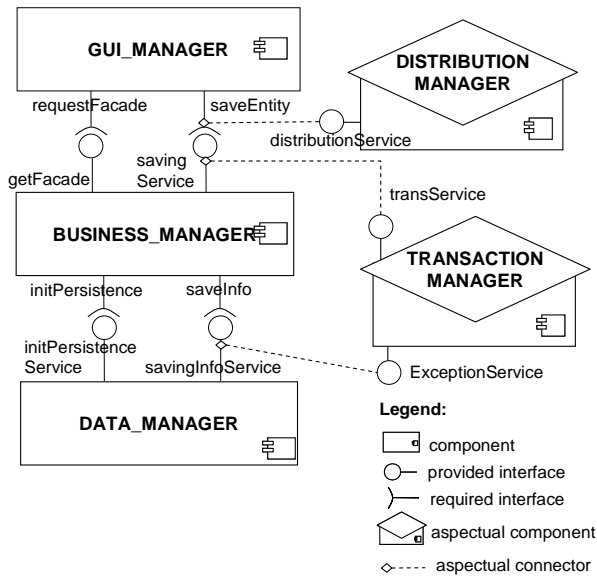 GUI_MANAGER
DISTRIBUTION
MANAGER
requestFacade
saveEntity
distributionService
saving
Service
getFacade
transService
BUSINESS_MANAGER
TRANSACTION
MANAGER
initPersistence
saveInfo
initPersistence
Service
savingInfoService
ExceptionService
DATA_MANAGER
Legend:
component
provided interface
required interface
aspectual component
aspectual connector